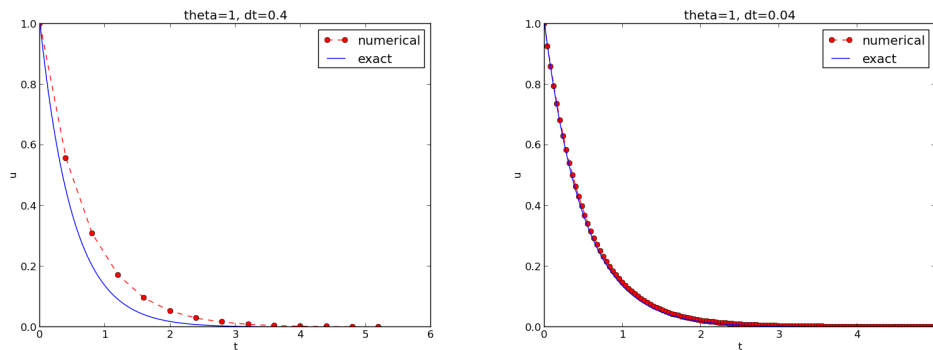 theta=1, dt=0.4
1.0
0.8
0.6
0.4
0.2
0.0
u
numerical
exact
0 1 2 3 4 5 6
t
theta=1, dt=0.04
1.0
0.8
0.6
0.4
0.2
0.0
u
numerical
exact
0 1 2 3 4
t